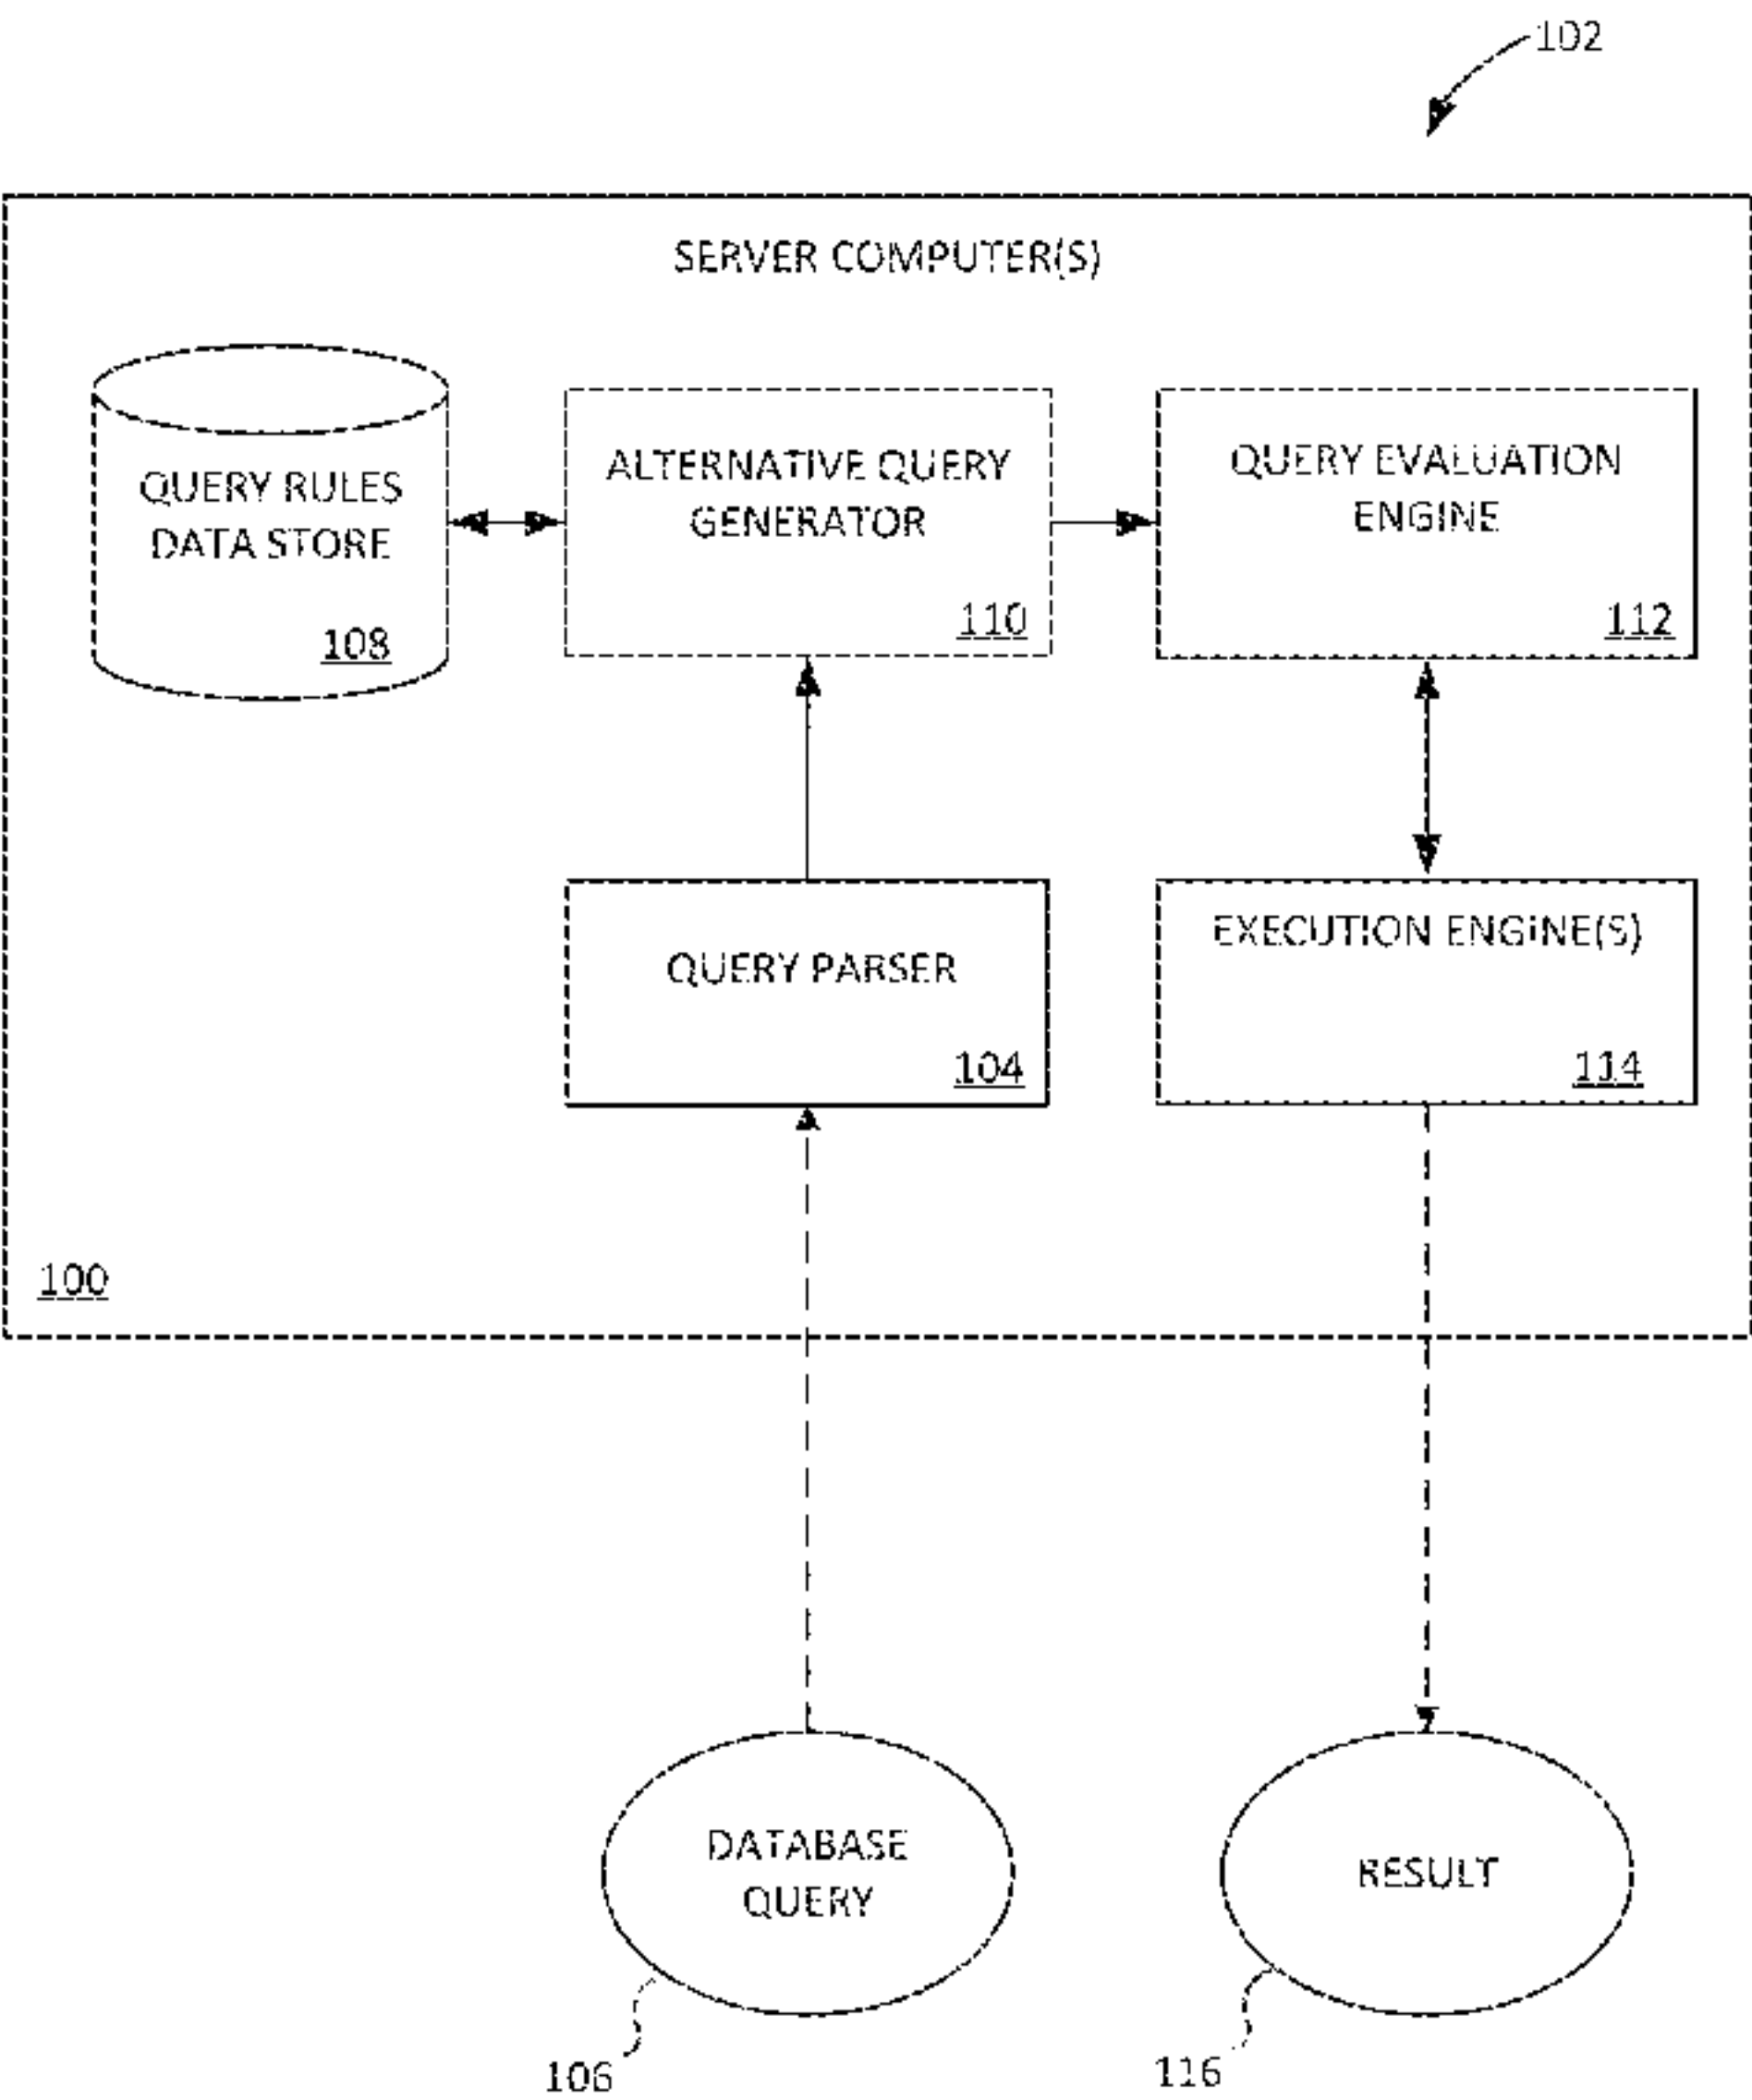 102
SERVER COMPUTER(S)
QUERY RULES
DATA STORE
108
ALTERNATIVE QUERY
GENERATOR
110
QUERY EVALUATION
ENGINE
112
QUERY PARSER
104
EXECUTION ENGINE(S)
114
100
DATABASE
QUERY
106
RESULT
116